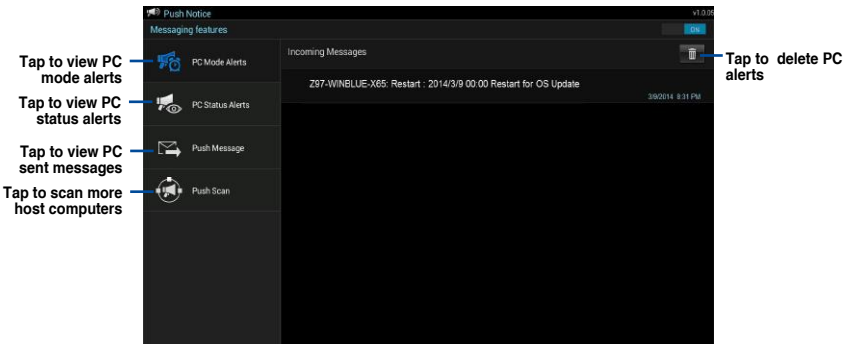 Push Notice
v1.0.05
Messaging features
ON
Tap to view PC
mode alerts
PC Mode Alerts
Incoming Messages
Tap to delete PC
alerts
Z97-WINBLUE-X65: Restart : 2014/3/9 00:00 Restart for OS Update
3/9/2014 8:31 PM
Tap to view PC
status alerts
PC Status Alerts
Tap to view PC
sent messages
Push Message
Tap to scan more
host computers
Push Scan